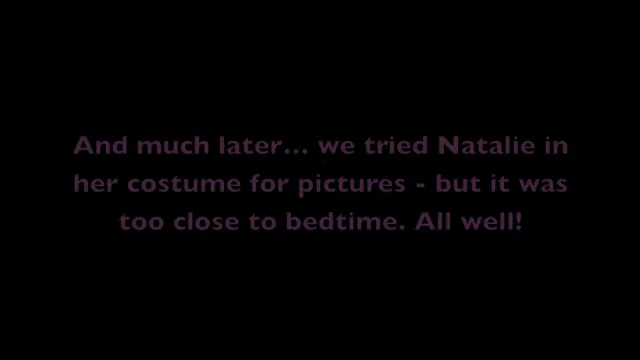 And much later... we tried Natalie in
her costume for pictures - but it was
too close to bedtime. All well!